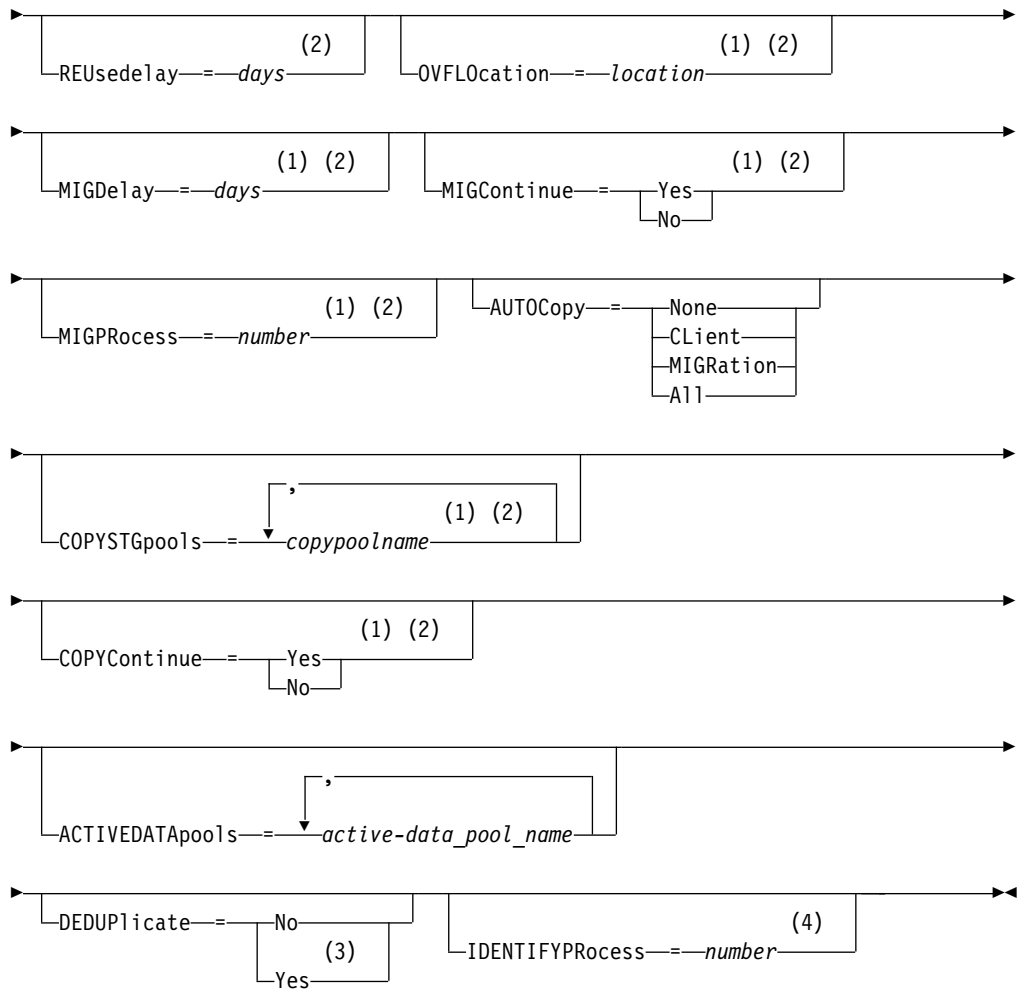 (2) (1) (2)
REUsedelay = days OVFLOcation = location
(1) (2) (1) (2)
MIGDelay = days MIGContinue = Yes
No
(1) (2)
MIGPRocess = number AUTOCopy = None
CLient
MIGRation
All
,
(1) (2)
COPYSTGpools = copypoolname
(1) (2)
COPYContinue = Yes
No
,
ACTIVEDATApools = active-data_pool_name
DEDUPlicate = No (4)
(3) IDENTIFYPRocess = number
Yes